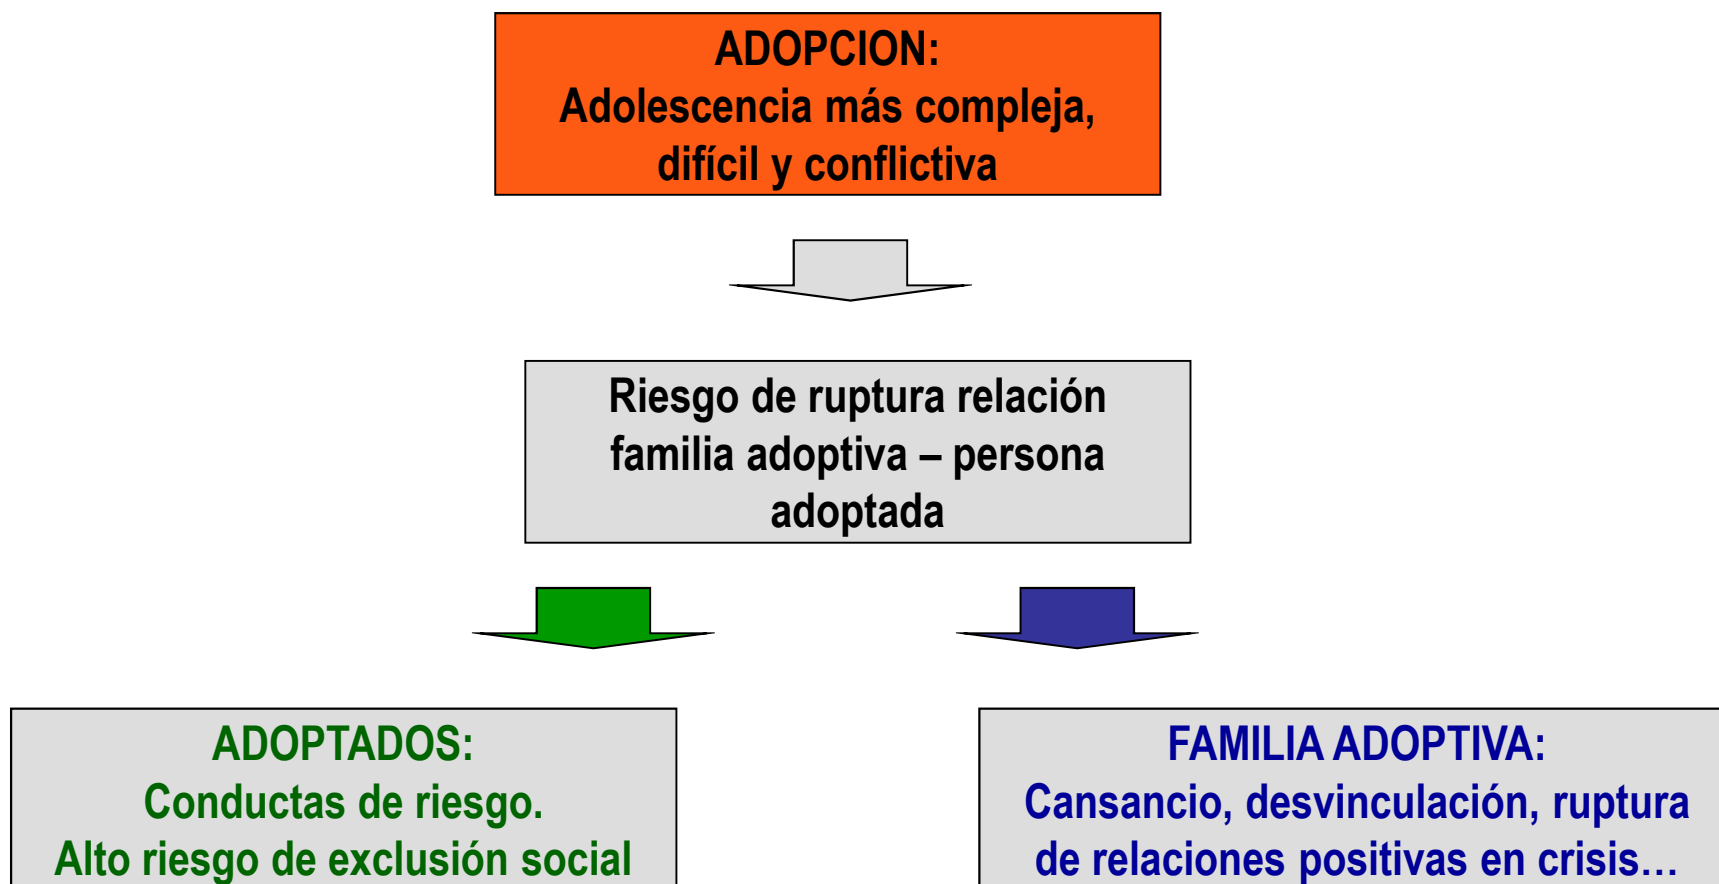 ADOPCION:
Adolescencia más compleja,
difícil y conflictiva
Riesgo de ruptura relación
familia adoptiva – persona
adoptada
ADOPTADOS:
Conductas de riesgo.
Alto riesgo de exclusión social
FAMILIA ADOPTIVA:
Cansancio, desvinculación, ruptura
de relaciones positivas en crisis…